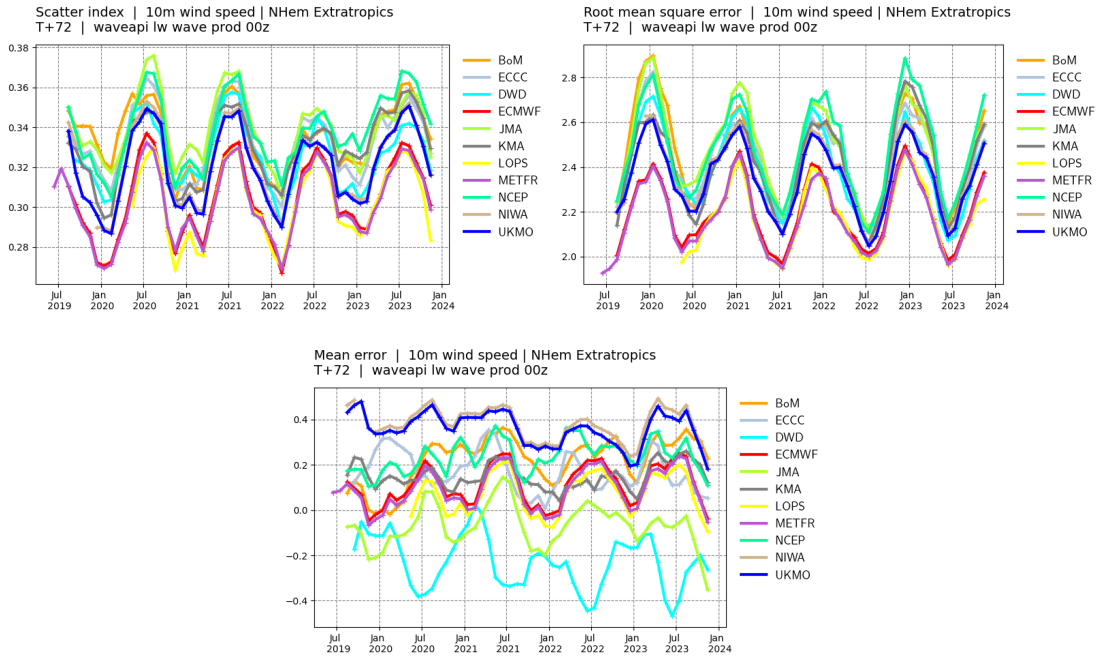 Scatter index | 10m wind speed | NHem Extratropics
T+72 | waveapi lw wave prod 00z
0.38
0.36
0.34
0.32
0.30
0.28
Jul 2019
Jan 2020
Jul 2020
Jan 2021
Jul 2021
Jan 2022
Jul 2022
Jan 2023
Jul 2023
Jan 2024
BoM
ECCC
DWD
ECMWF
JMA
KMA
LOPS
METFR
NCEP
NIWA
UKMO
Root mean square error | 10m wind speed | NHem Extratropics
T+72 | waveapi lw wave prod 00z
2.8
2.6
2.4
2.2
2.0
Jul 2019
Jan 2020
Jul 2020
Jan 2021
Jul 2021
Jan 2022
Jul 2022
Jan 2023
Jul 2023
Jan 2024
BoM
ECCC
DWD
ECMWF
JMA
KMA
LOPS
METFR
NCEP
NIWA
UKMO
Mean error | 10m wind speed | NHem Extratropics
T+72 | waveapi lw wave prod 00z
0.4
0.2
0.0
−0.2
−0.4
Jul 2019
Jan 2020
Jul 2020
Jan 2021
Jul 2021
Jan 2022
Jul 2022
Jan 2023
Jul 2023
Jan 2024
BoM
ECCC
DWD
ECMWF
JMA
KMA
LOPS
METFR
NCEP
NIWA
UKMO